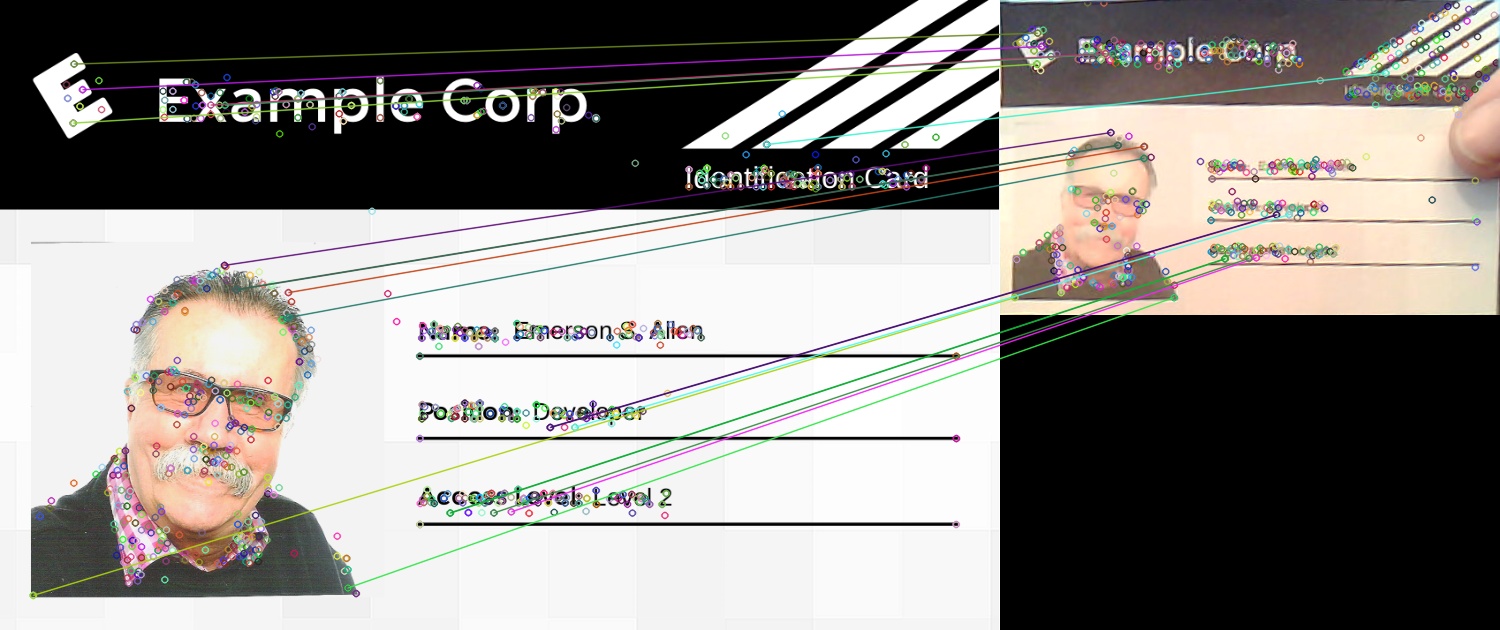 Example Corp
Identification Card
Name: Emerson S. Allen
Position: Developer
Access Level: Level 2
Example Corp